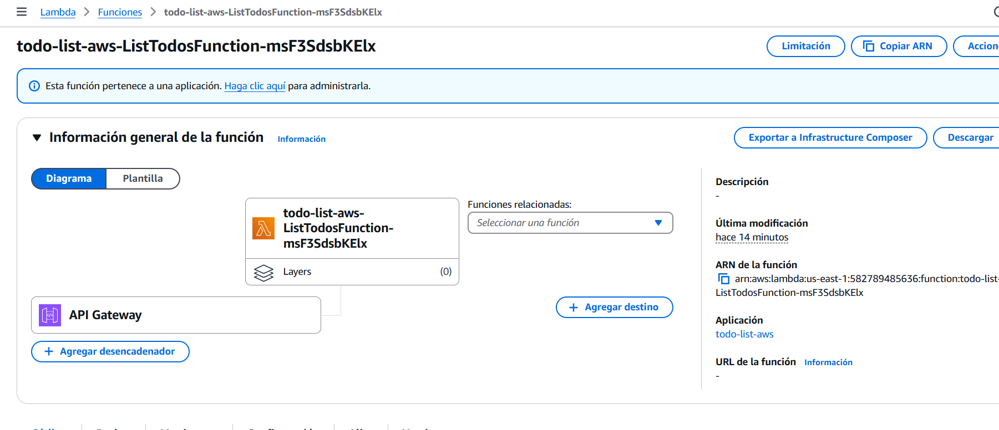 Lambda > Funciones > todo-list-aws-ListTodosFunction-msF3SdsbKElx
todo-list-aws-ListTodosFunction-msF3SdsbKElx
Limitación
Copiar ARN
Accion
Esta función pertenece a una aplicación. Haga clic aquí para administrarla.
Información general de la función
Información
Exportar a Infrastructure Composer
Descargar
Diagrama
Plantilla
todo-list-aws-
ListTodosFunction-
msF3SdsbKElx
Layers
(0)
Funciones relacionadas:
Seleccionar una función
API Gateway
Agregar desencadenador
Agregar destino
Descripción
-
Última modificación
hace 14 minutos
ARN de la función
arn:aws:lambda:us-east-1:582789485636:function:todo-list-
ListTodosFunction-msF3SdsbKElx
Aplicación
todo-list-aws
URL de la función
Información
-